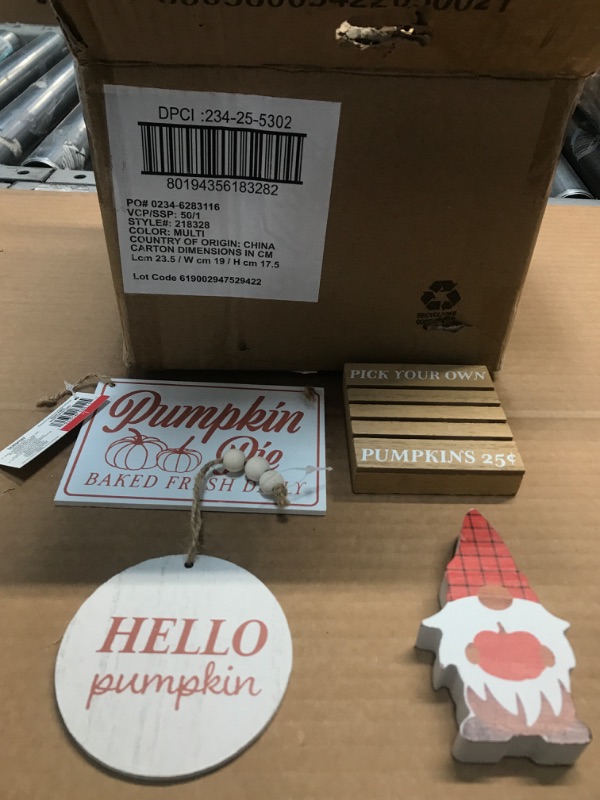 DPCI :234-25-5302
80194356183282
PO# 0234-6283116
VCP/SSP: 50/1
STYLE#: 218328
COLOR: MULTI
COUNTRY OF ORIGIN: CHINA
CARTON DIMENSIONS IN CM
Lcm 23.5 / W cm 19 / H cm 17.5
Lot Code 619002947529422
PICK YOUR OWN
PUMPKINS 25¢
Pumpkin
Pie
BAKED FRESH DAILY
HELLO
pumpkin